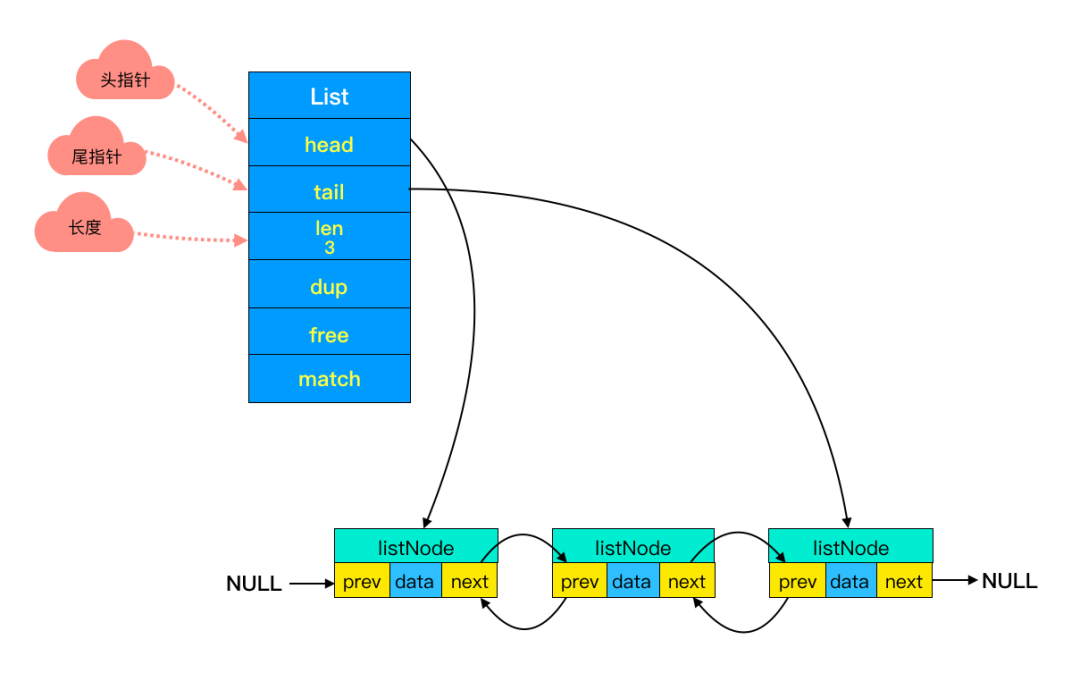 头指针
尾指针
长度
List
head
tail
len
3
dup
free
match
listNode
listNode
listNode
NULL
prev data next
prev data next
prev data next
NULL